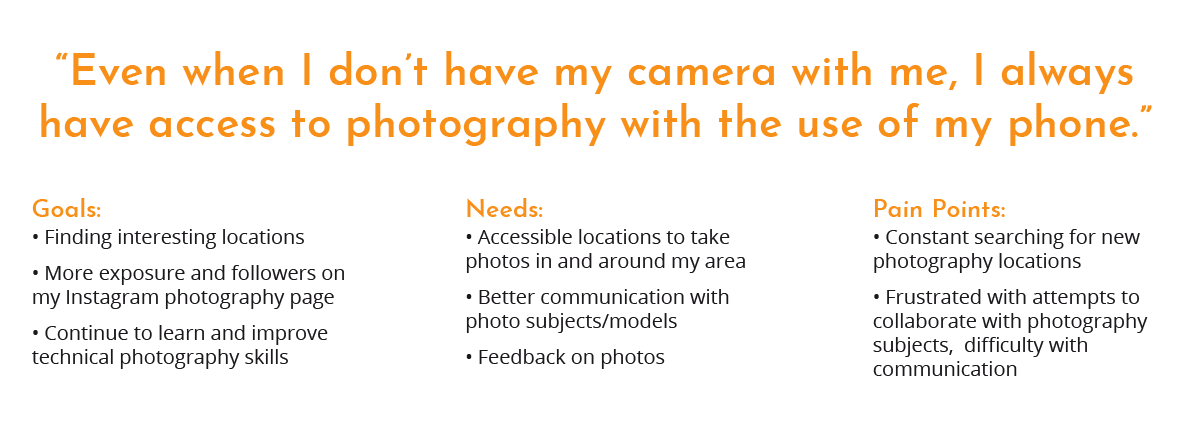 “Even when I don’t have my camera with me, I always
have access to photography with the use of my phone.”
Goals:
• Finding interesting locations
• More exposure and followers on
my Instagram photography page
• Continue to learn and improve
technical photography skills
Needs:
• Accessible locations to take
photos in and around my area
• Better communication with
photo subjects/models
• Feedback on photos
Pain Points:
• Constant searching for new
photography locations
• Frustrated with attempts to
collaborate with photography
subjects,  difficulty with
communication